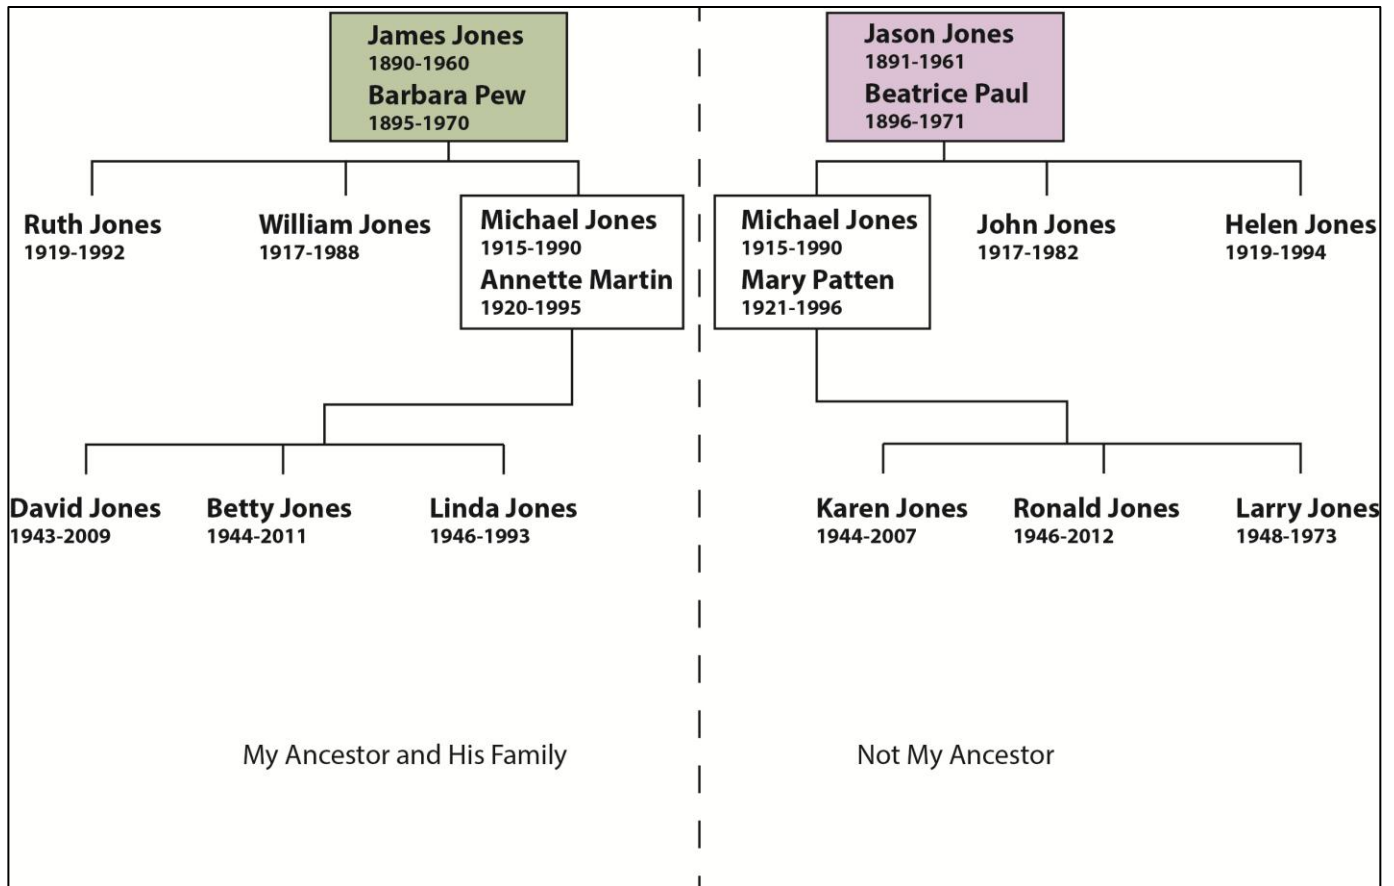 James Jones
1890-1960
Barbara Pew
1895-1970
Jason Jones
1891-1961
Beatrice Paul
1896-1971
Ruth Jones
1919-1992
William Jones
1917-1988
Michael Jones
1915-1990
Annette Martin
1920-1995
Michael Jones
1915-1990
Mary Patten
1921-1996
John Jones
1917-1982
Helen Jones
1919-1994
David Jones
1943-2009
Betty Jones
1944-2011
Linda Jones
1946-1993
Karen Jones
1944-2007
Ronald Jones
1946-2012
Larry Jones
1948-1973
My Ancestor and His Family
Not My Ancestor